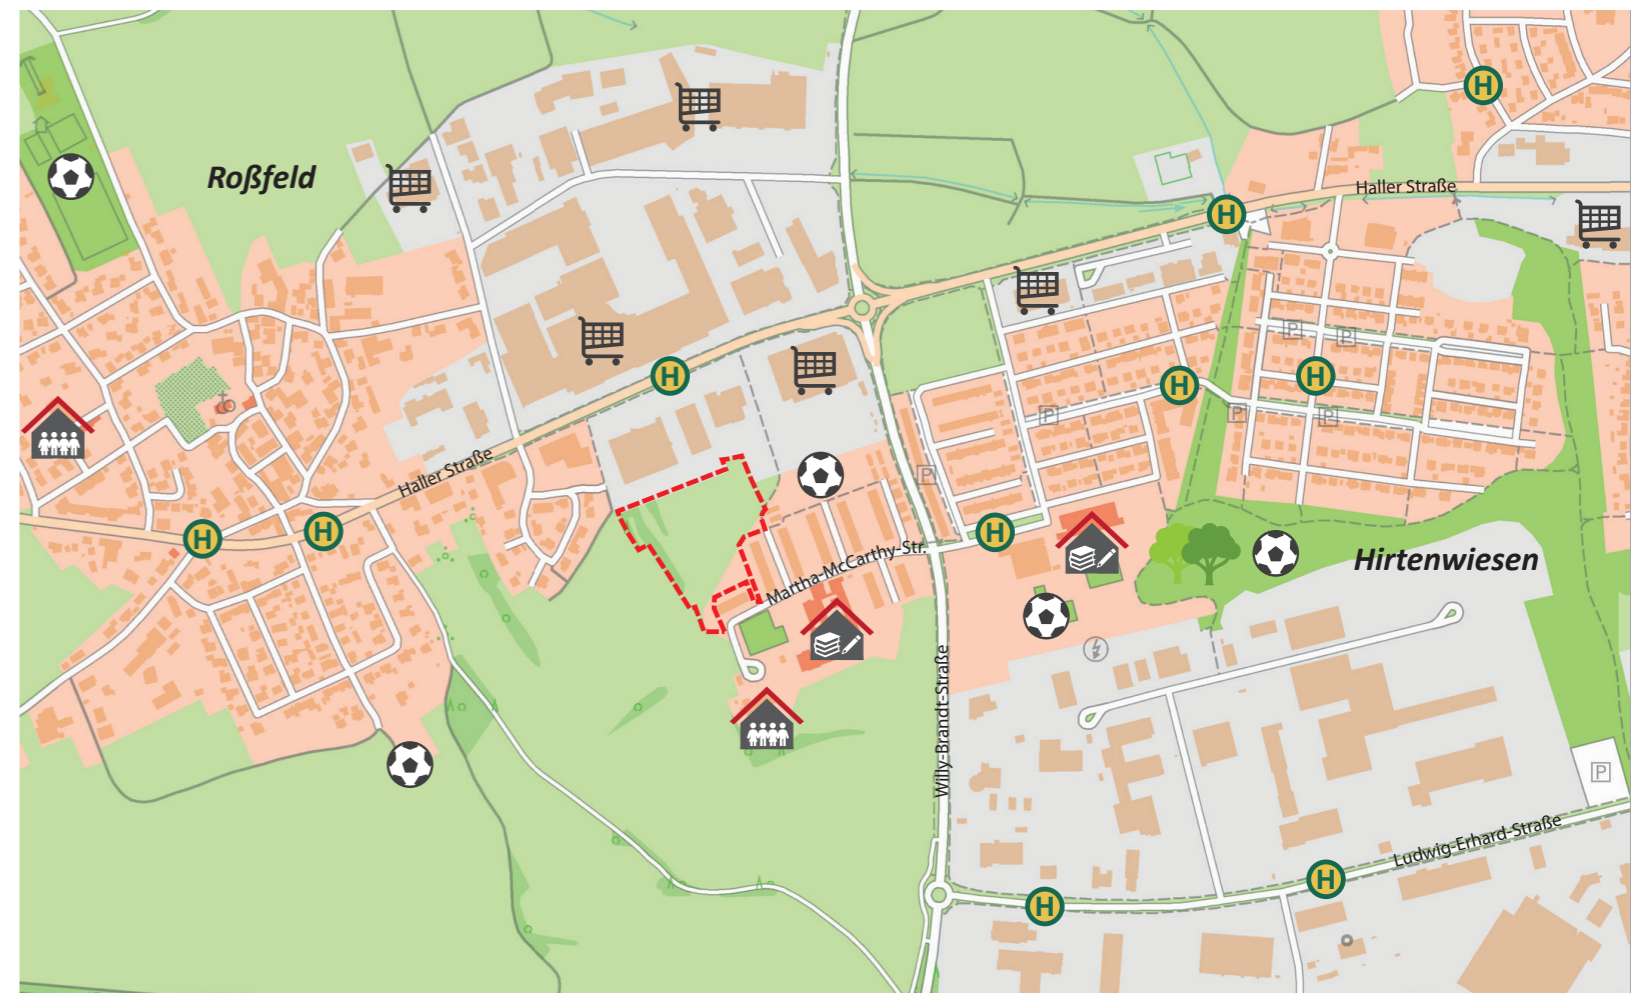 H
Roßfeld
Haller Straße
H
H
H
H
P
P
H
H
P
P
P
P
Haller Straße
H
H
H
Martha-McCarthy-Str.
Hirtenwiesen
Willy-Brandt-Straße
P
Ludwig-Erhard-Straße
H
H